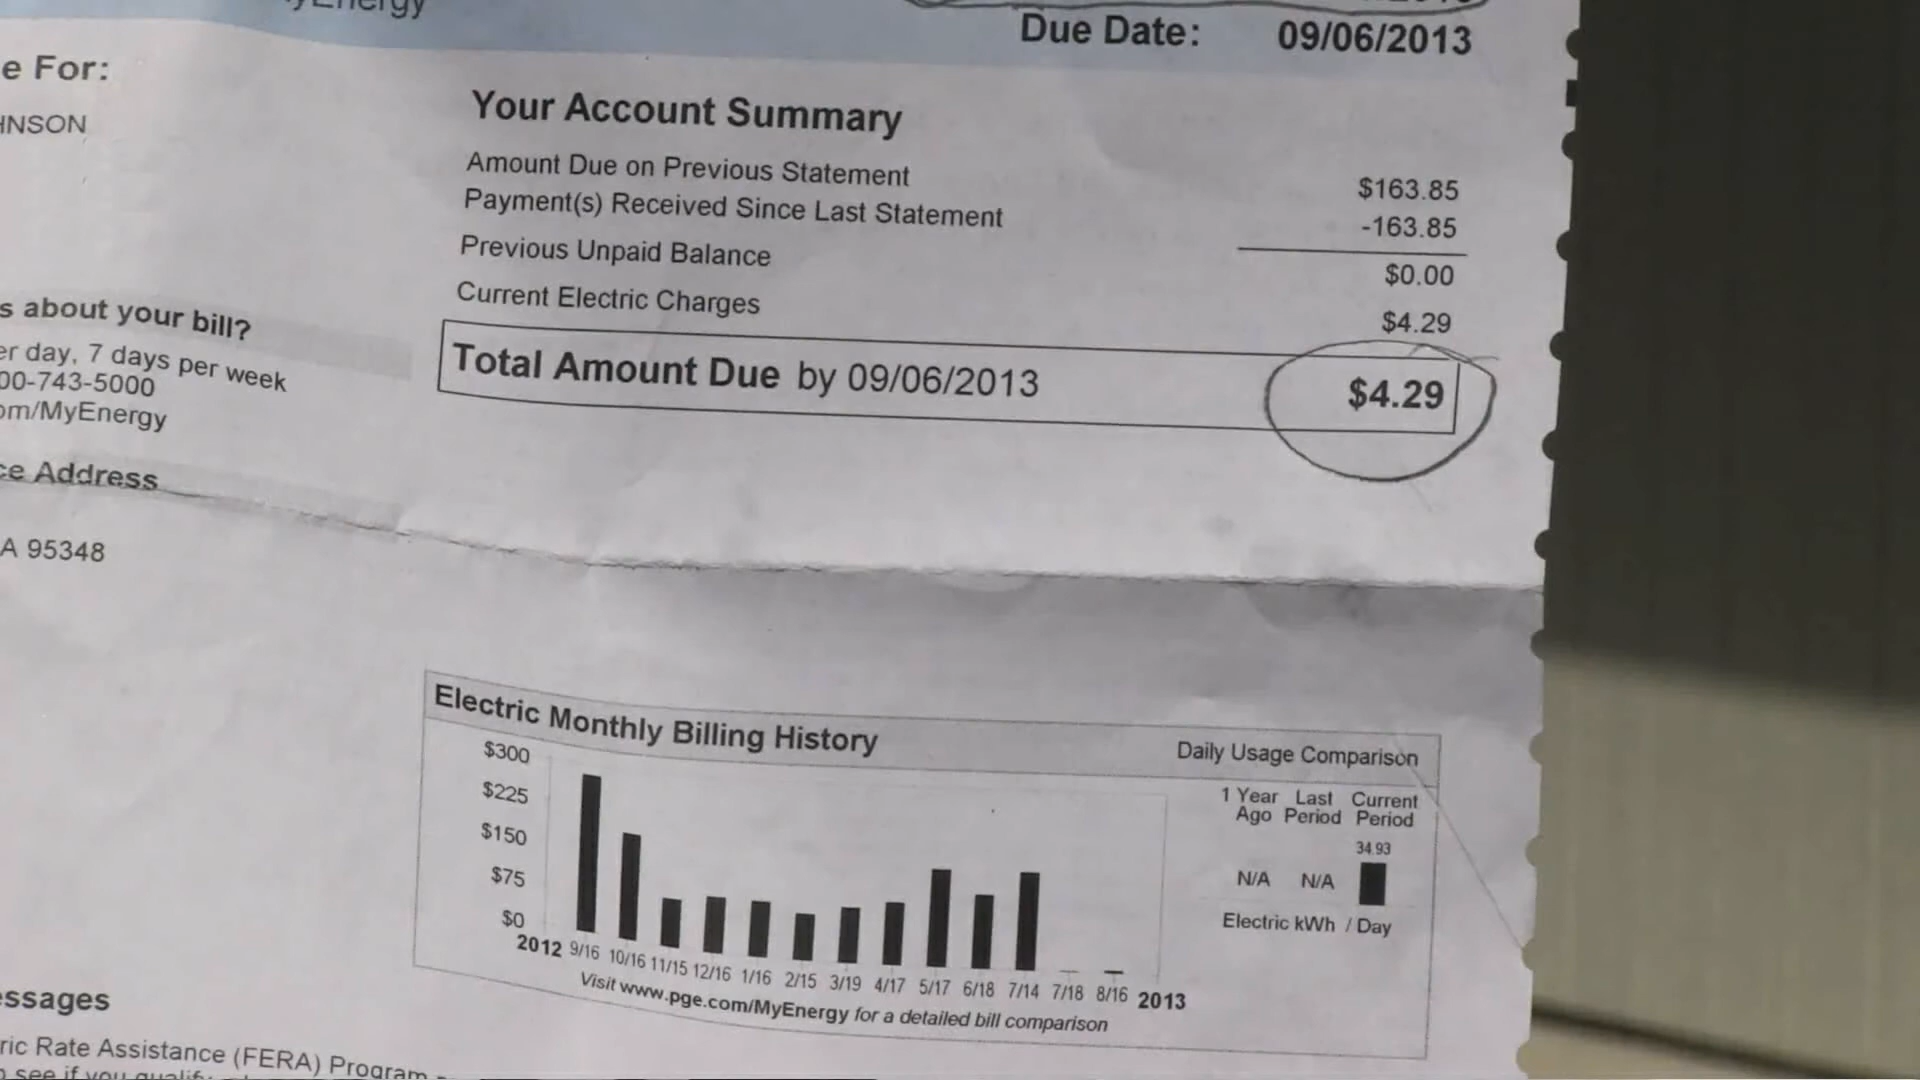 Due Date: 09/06/2013
e For:
HNSON
Your Account Summary
Amount Due on Previous Statement $163.85
Payment(s) Received Since Last Statement -163.85
Previous Unpaid Balance $0.00
Current Electric Charges $4.29
Total Amount Due by 09/06/2013 $4.29
s about your bill?
er day, 7 days per week
00-743-5000
om/MyEnergy
ce Address
A 95348
Electric Monthly Billing History
Daily Usage Comparison
$300
$225
$150
$75
$0
2012 9/16 10/16 11/15 12/16 1/16 2/15 3/19 4/17 5/17 6/18 7/14 7/18 8/16 2013
Visit www.pge.com/MyEnergy for a detailed bill comparison
1 Year Last Current
Ago Period Period
34.93
N/A N/A
Electric kWh / Day
essages
ric Rate Assistance (FERA) Program
see if you qualify